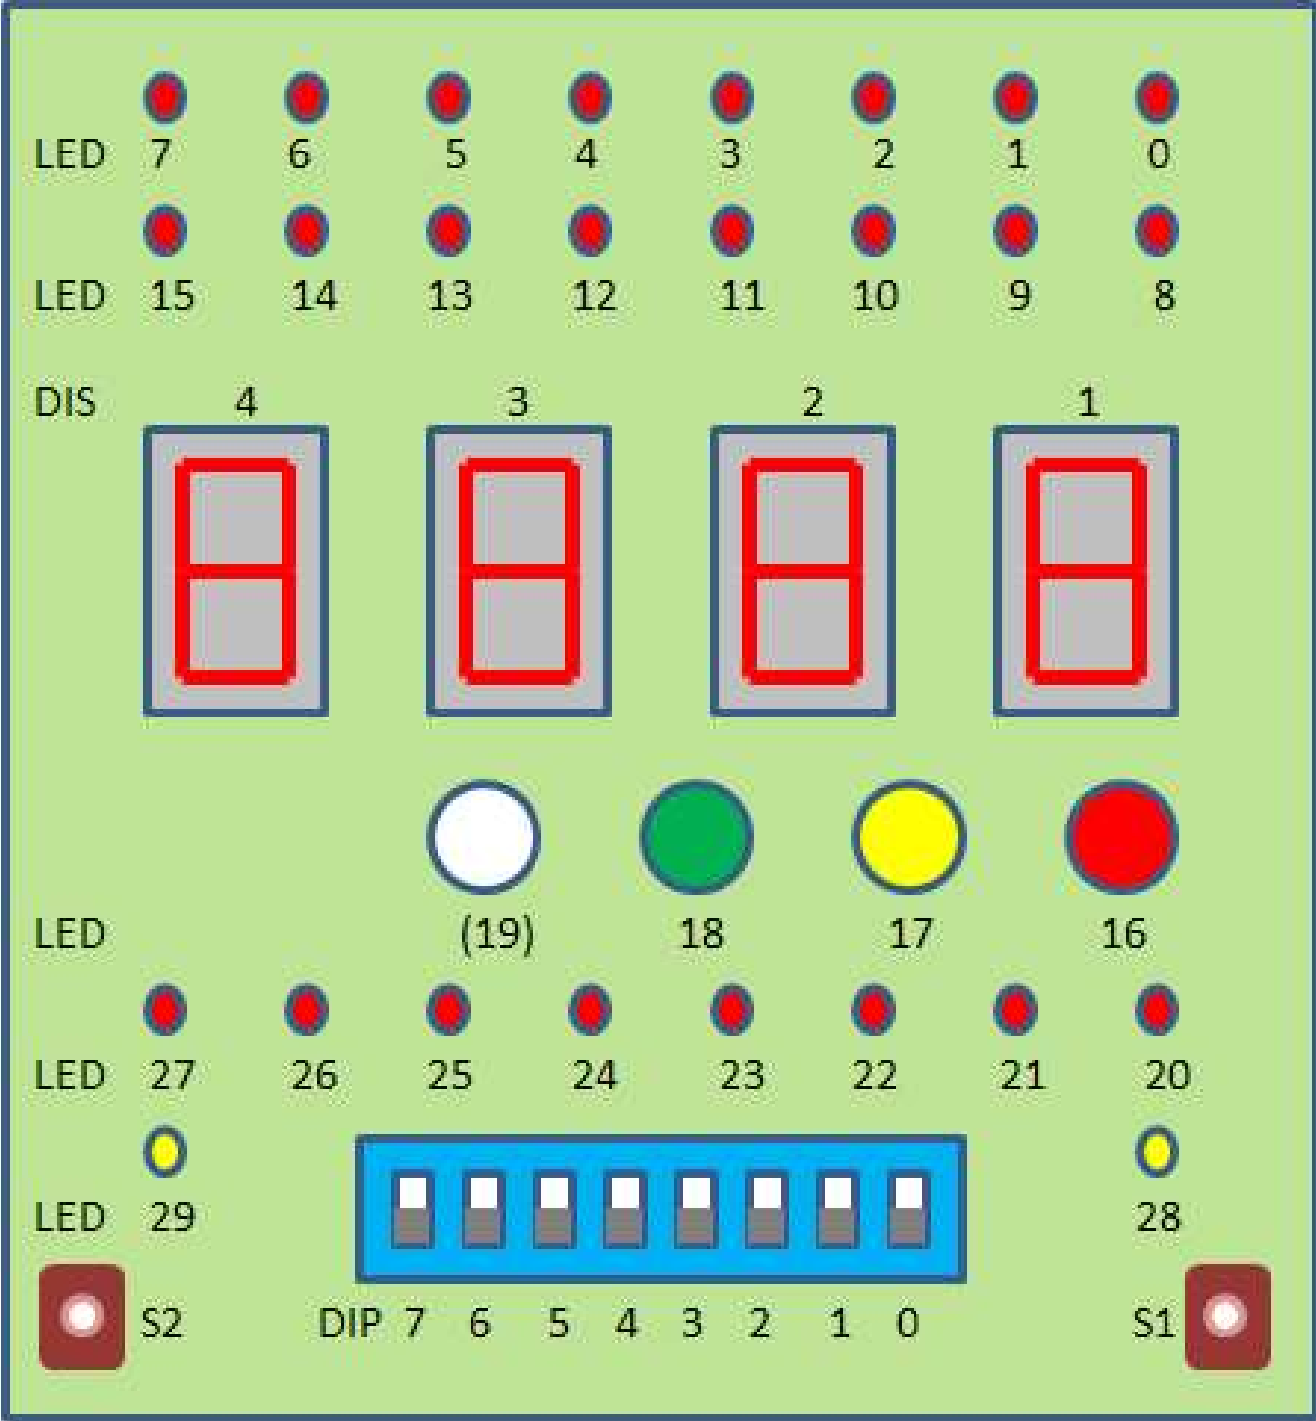 LED 7 6 5 4 3 2 1 0
LED 15 14 13 12 11 10 9 8
DIS 4 3 2 1
LED (19) 18 17 16
LED 27 26 25 24 23 22 21 20
LED 29 28
S2 DIP 7 6 5 4 3 2 1 0 S1